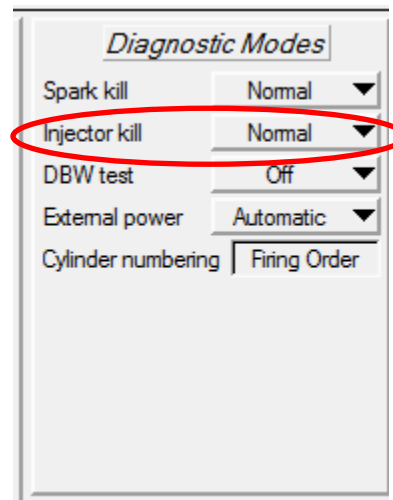 Diagnostic Modes
Spark kill Normal
Injector kill Normal
DBW test Off
External power Automatic
Cylinder numbering Firing Order